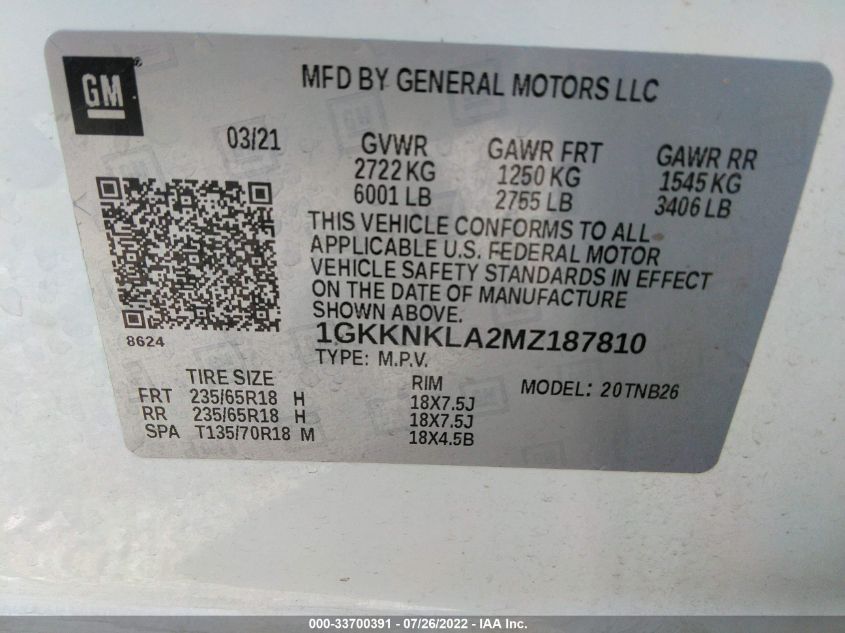 GM®
MFD BY GENERAL MOTORS LLC
03/21 GVWR GAWR FRT GAWR RR
2722 KG 1250 KG 1545 KG
6001 LB 2755 LB 3406 LB
THIS VEHICLE CONFORMS TO ALL
APPLICABLE U.S. FEDERAL MOTOR
VEHICLE SAFETY STANDARDS IN EFFECT
ON THE DATE OF MANUFACTURE
SHOWN ABOVE.
8624
1GKKNKLA2MZ187810
TYPE: M.P.V.
TIRE SIZE RIM MODEL: 20TNB26
FRT 235/65R18 H 18X7.5J
RR 235/65R18 H 18X7.5J
SPA T135/70R18 M 18X4.5B
000-33700391 - 07/26/2022 - IAA Inc.